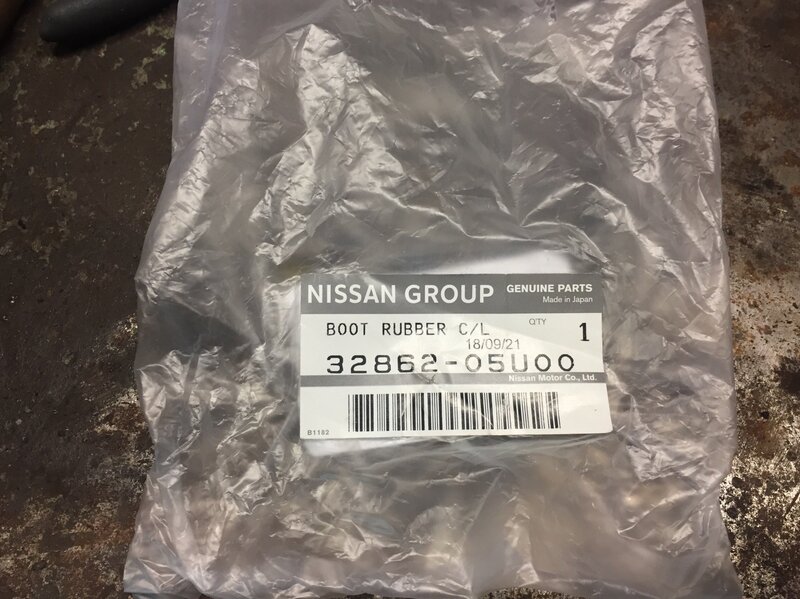 NISSAN GROUP GENUINE PARTS
Made in Japan
BOOT RUBBER C/L Q'TY 1
18/09/21
32862-05U00
Nissan Motor Co., Ltd.
B1182